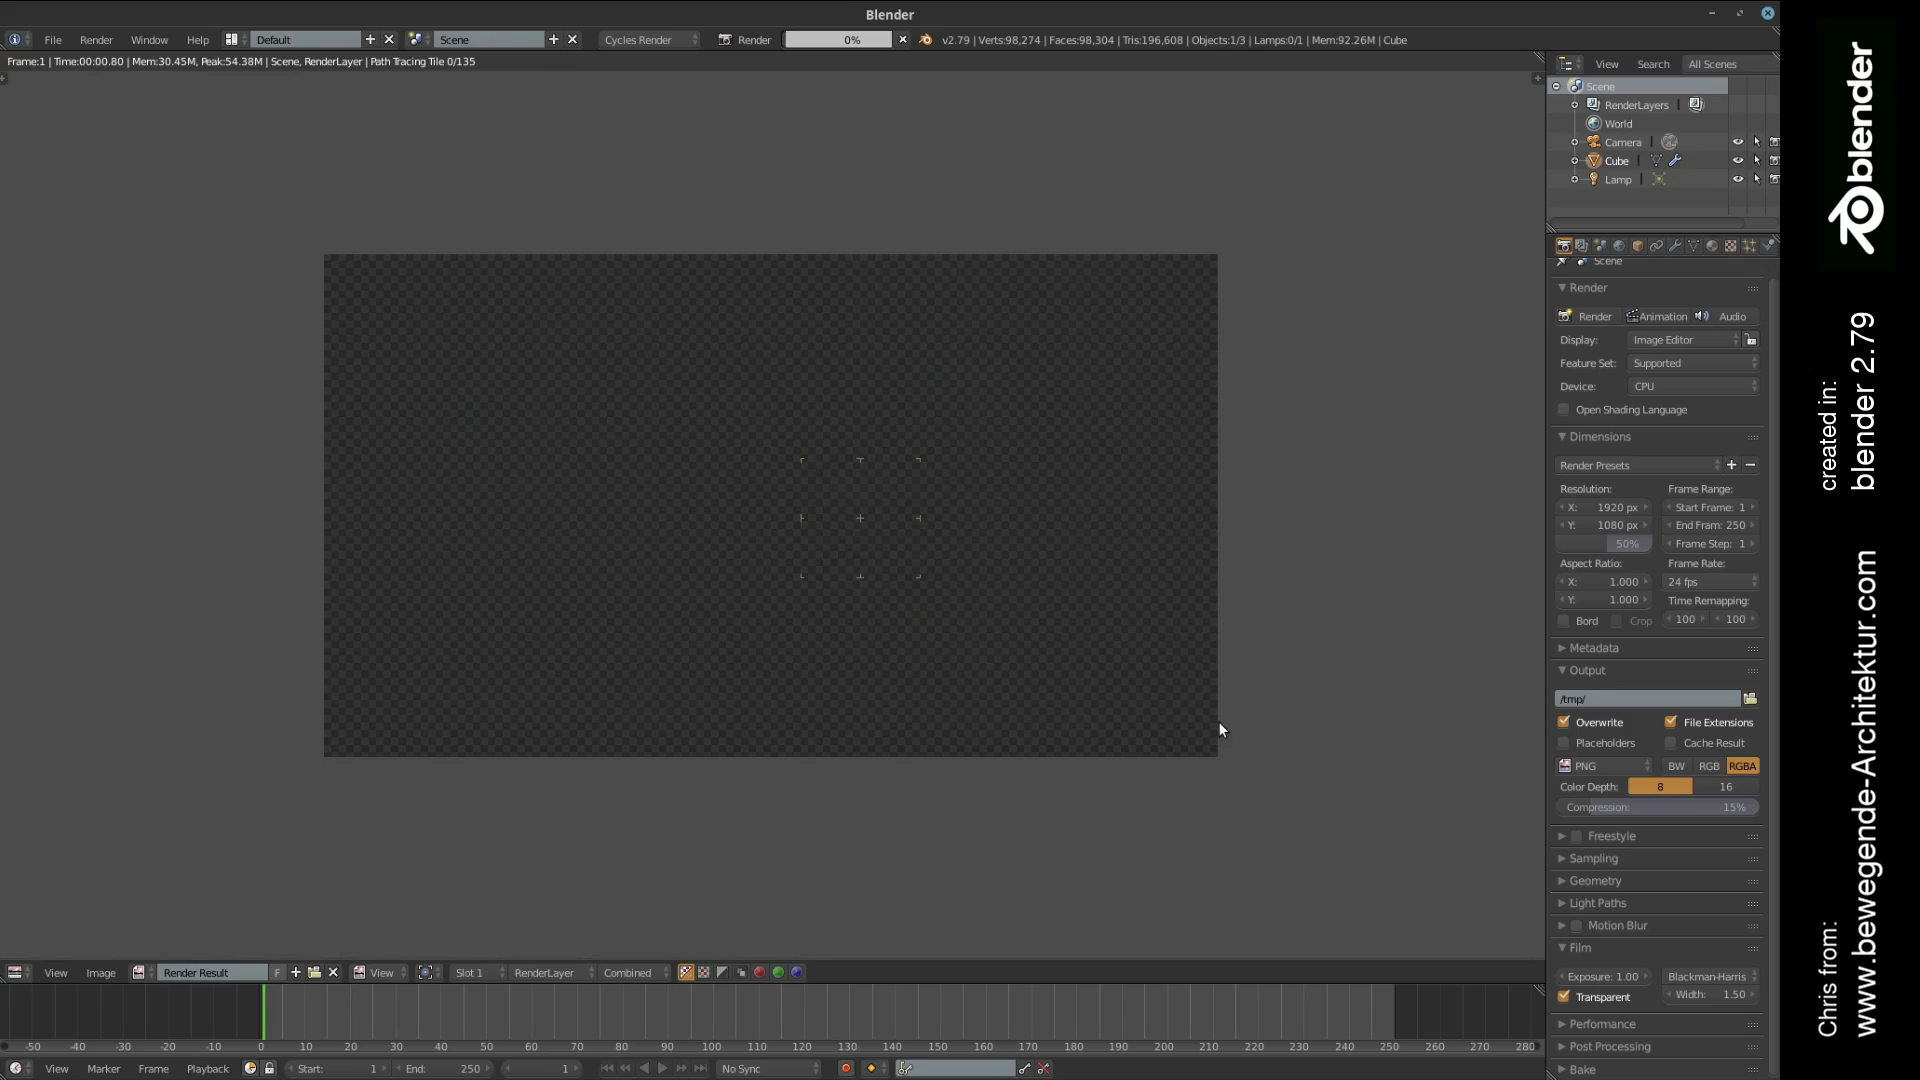 Blender
File Render Window Help Default Scene Cycles Render Render 0% v2.79 | Verts:98,274 | Faces:98,304 | Tris:196,608 | Objects:1/3 | Lamps:0/1 | Mem:92.26M | Cube
Frame:1 | Time:00:00.80 | Mem:30.45M, Peak:54.38M | Scene, RenderLayer | Path Tracing Tile 0/135
View Search All Scenes
Scene
RenderLayers
World
Camera
Cube
Lamp
Scene
Render
Render Animation Audio
Display: Image Editor
Feature Set: Supported
Device: CPU
Open Shading Language
Dimensions
Render Presets
Resolution: Frame Range:
X: 1920 px Start Frame: 1
Y: 1080 px End Fram: 250
50% Frame Step: 1
Aspect Ratio: Frame Rate:
X: 1.000 24 fps
Y: 1.000 Time Remapping:
Bord Crop 100 100
Metadata
Output
/tmp/
Overwrite File Extensions
Placeholders Cache Result
PNG BW RGB RGBA
Color Depth: 8 16
Compression: 15%
Freestyle
Sampling
Geometry
Light Paths
Motion Blur
Film
Exposure: 1.00 Blackman-Harris
Transparent Width: 1.50
Performance
Post Processing
Bake
View Image Render Result F View Slot 1 RenderLayer Combined
-50 -40 -30 -20 -10 0 10 20 30 40 50 60 70 80 90 100 110 120 130 140 150 160 170 180 190 200 210 220 230 240 250 260 270 280
View Marker Frame Playback Start: 1 End: 250 1 No Sync
blender
created in:
blender 2.79
Chris from:
www.bewegende-Architektur.com